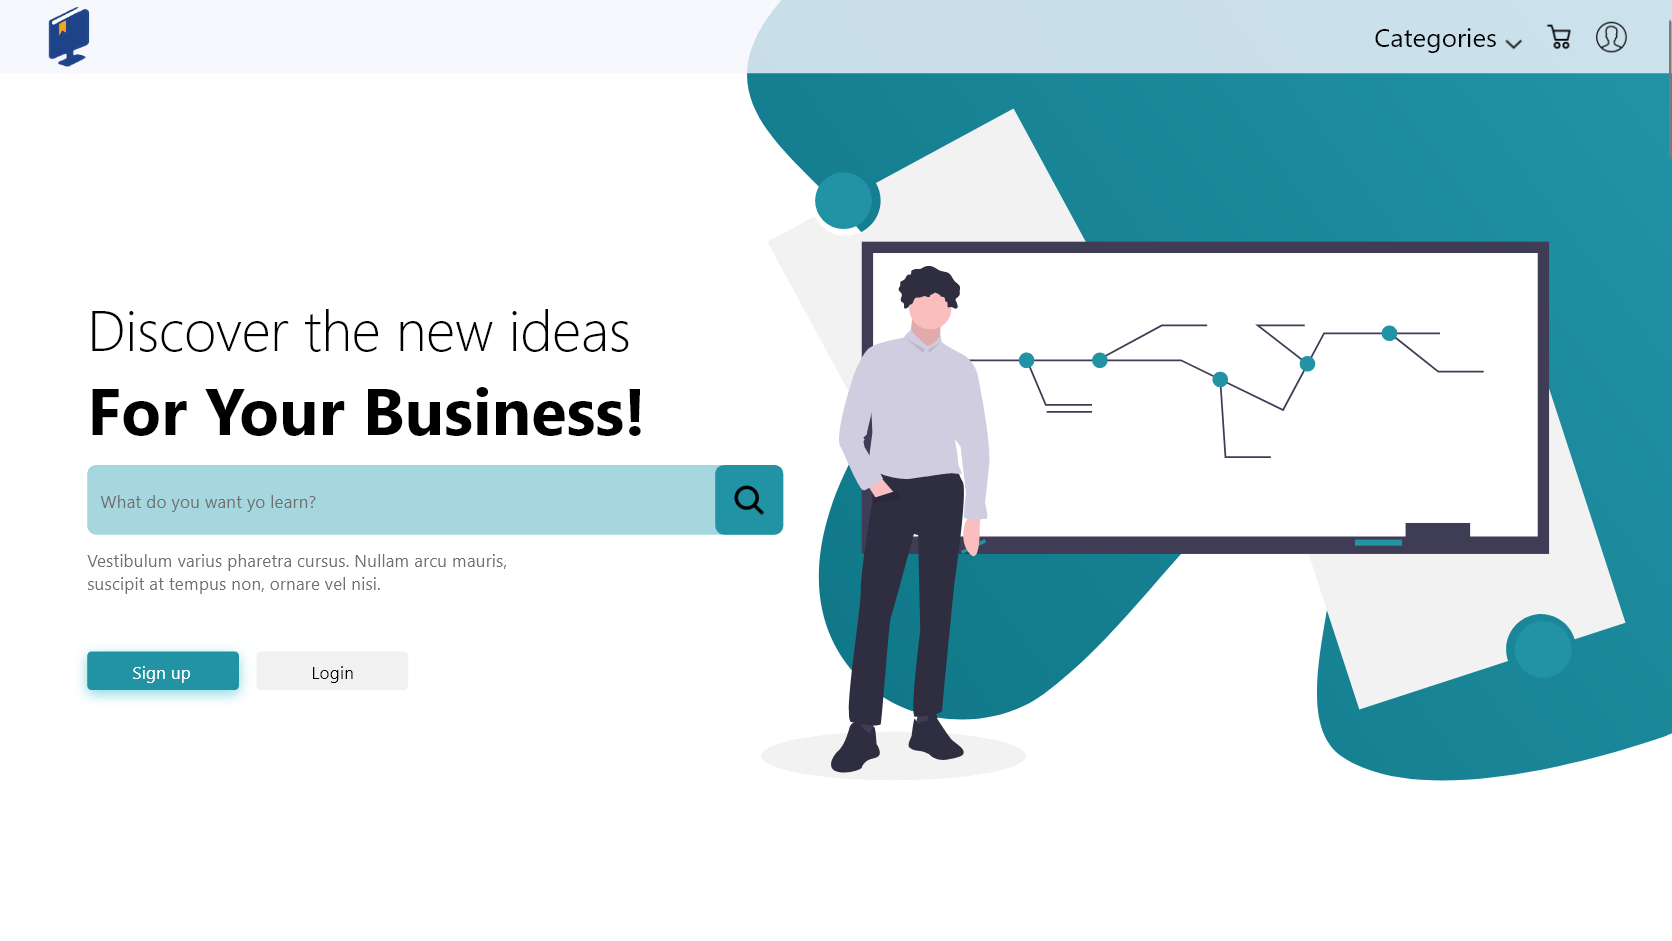 Categories
Discover the new ideas
For Your Business!
What do you want yo learn?
Vestibulum varius pharetra cursus. Nullam arcu mauris,
suscipit at tempus non, ornare vel nisi.
Sign up
Login